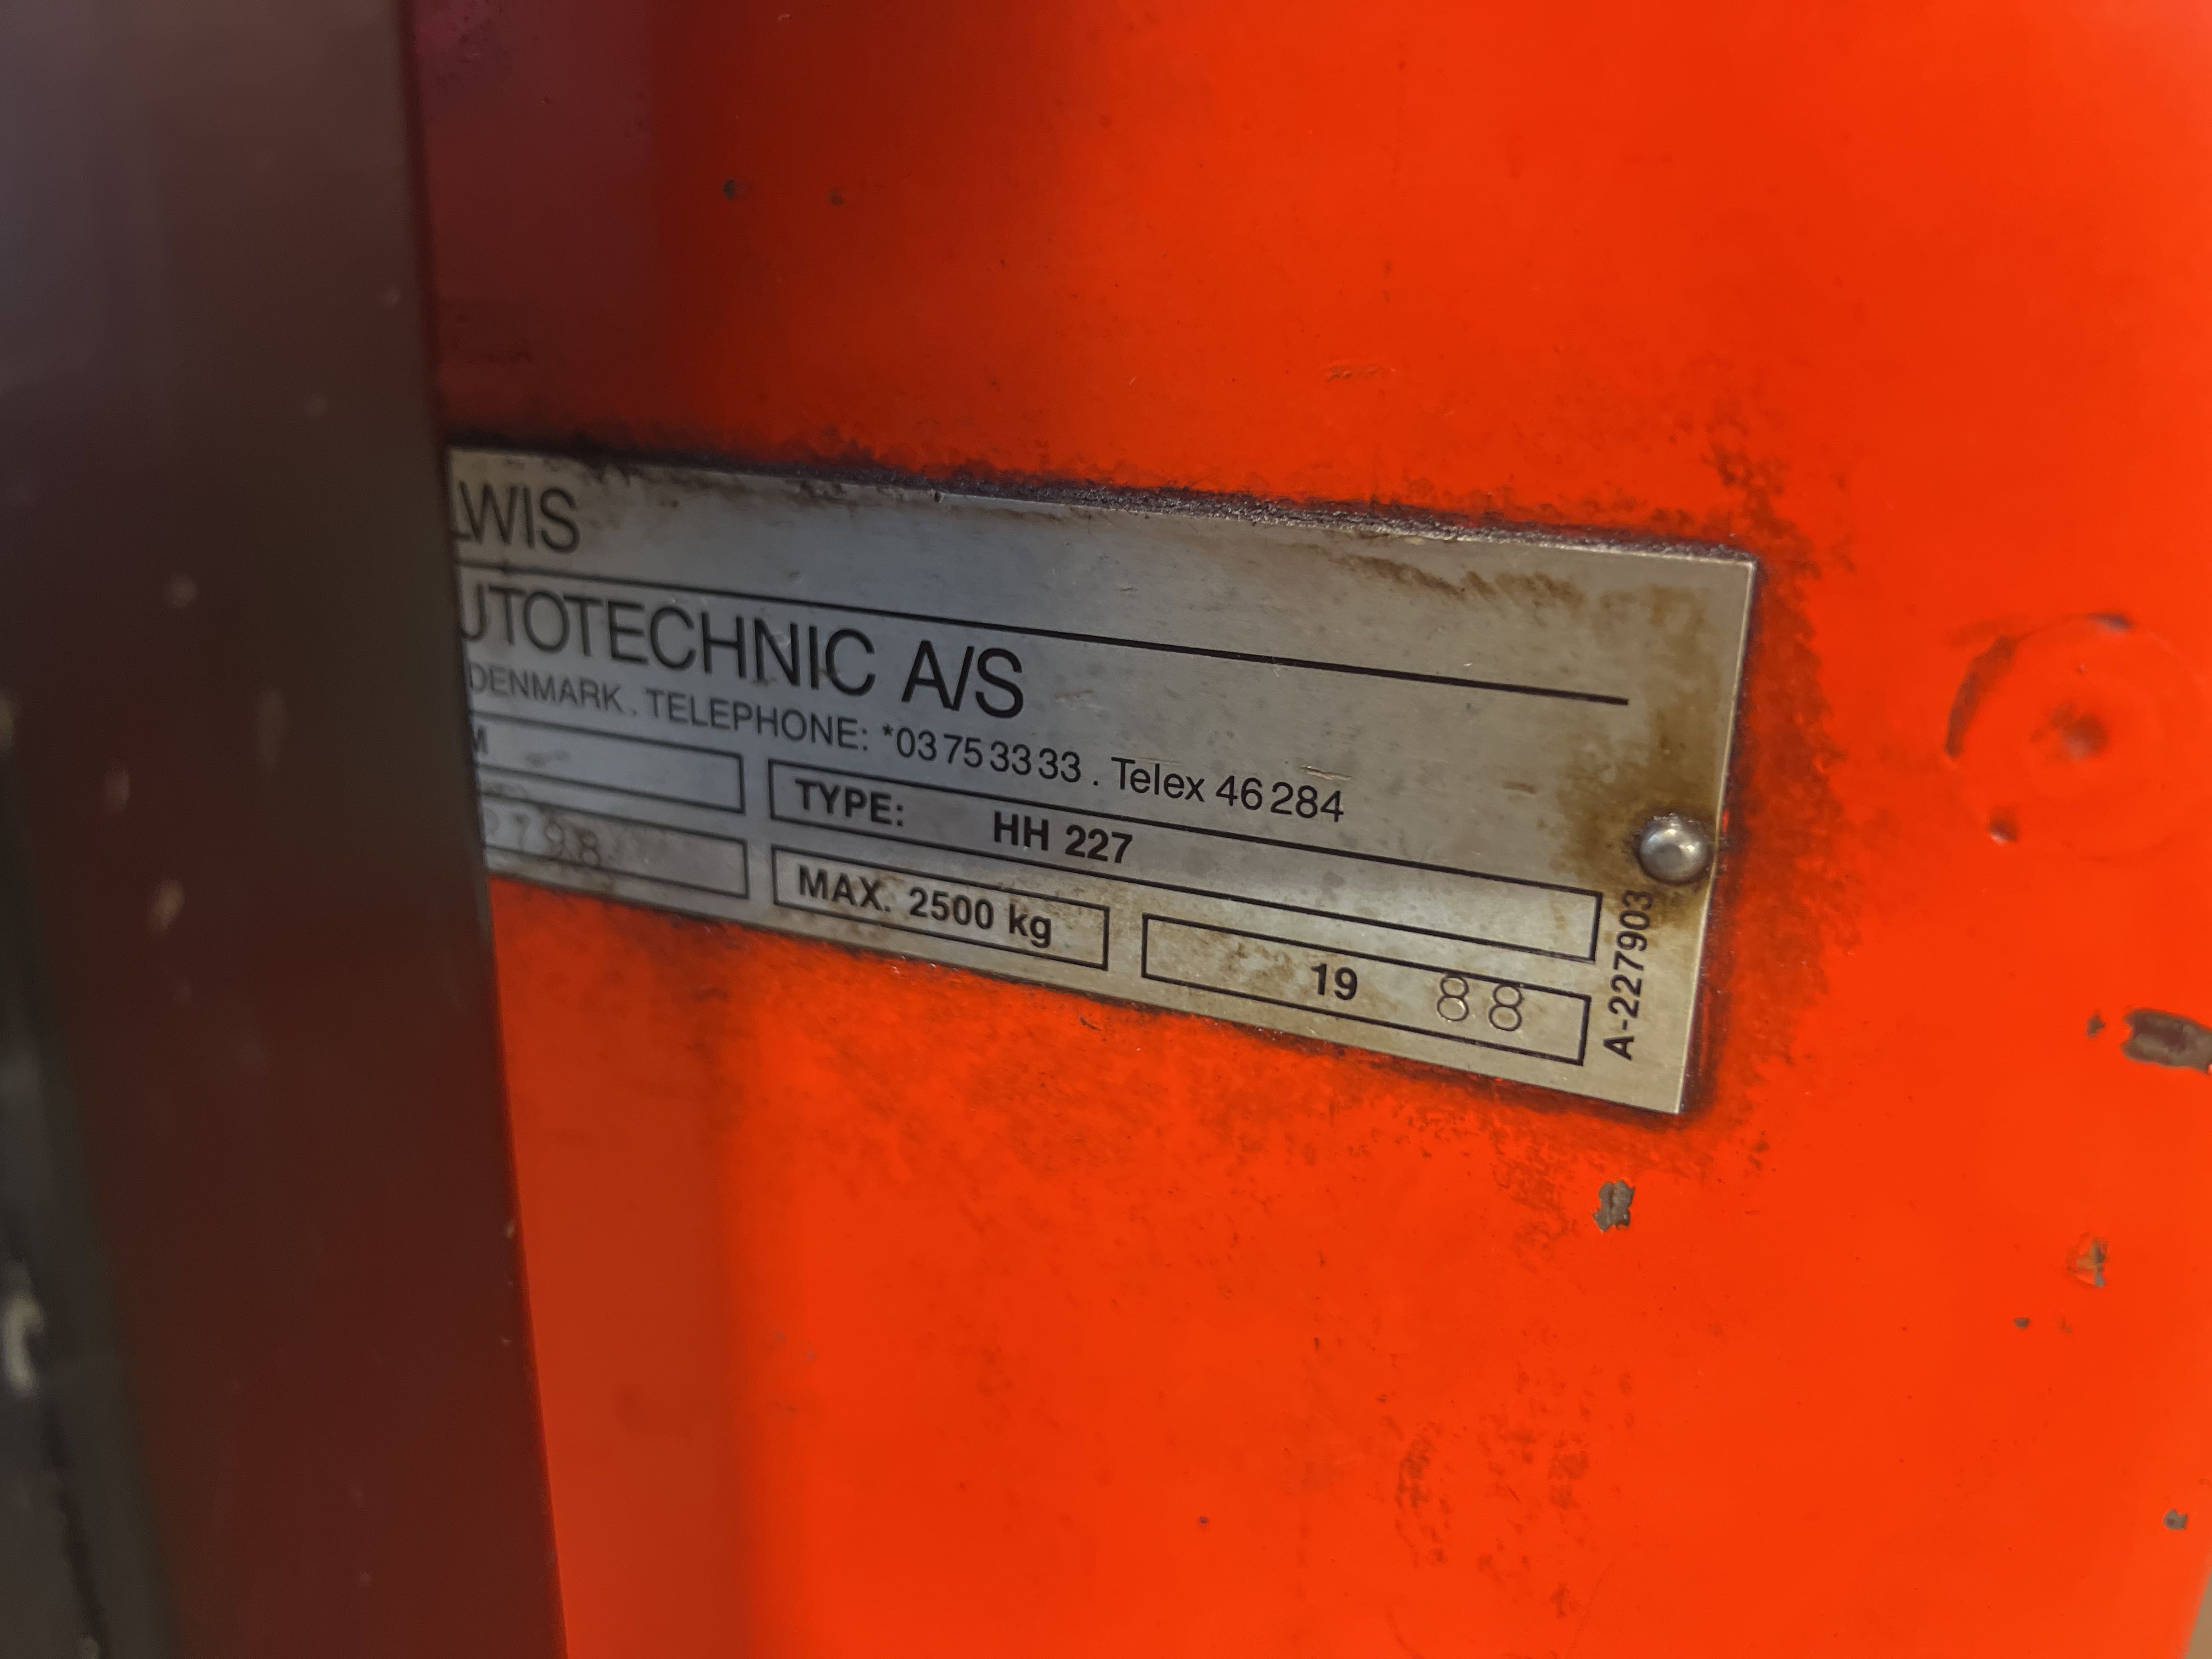 LWIS
UTOTECHNIC A/S
DENMARK. TELEPHONE: *03 75 33 33. Telex 46 284
M
TYPE: HH 227
798
MAX. 2500 kg
19 88
A-227903